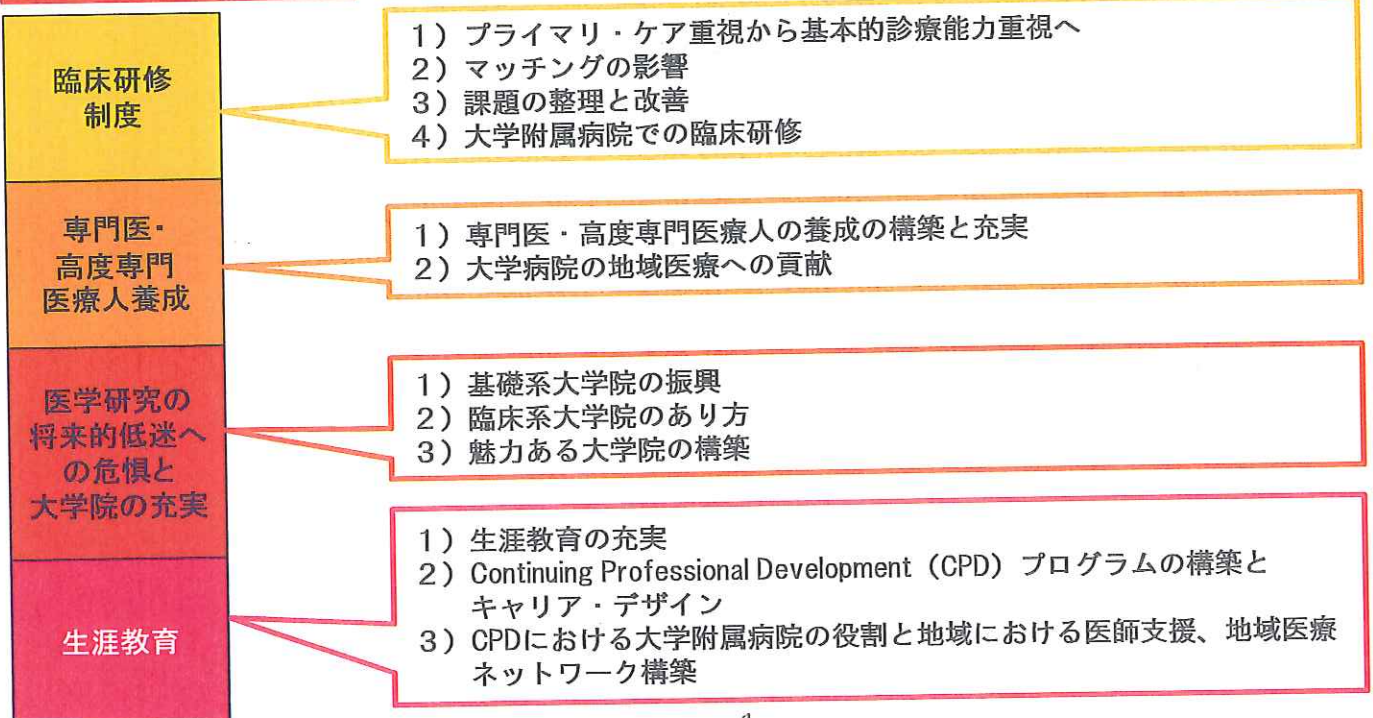 臨床研修
制度
1）プライマリ・ケア重視から基本的診療能力重視へ
2）マッチングの影響
3）課題の整理と改善
4）大学附属病院での臨床研修
専門医・
高度専門
医療人養成
1）専門医・高度専門医療人の養成の構築と充実
2）大学病院の地域医療への貢献
医学研究の
将来的低迷へ
の危惧と
大学院の充実
1）基礎系大学院の振興
2）臨床系大学院のあり方
3）魅力ある大学院の構築
生涯教育
1）生涯教育の充実
2）Continuing Professional Development（CPD）プログラムの構築と
キャリア・デザイン
3）CPDにおける大学附属病院の役割と地域における医師支援、地域医療
ネットワーク構築